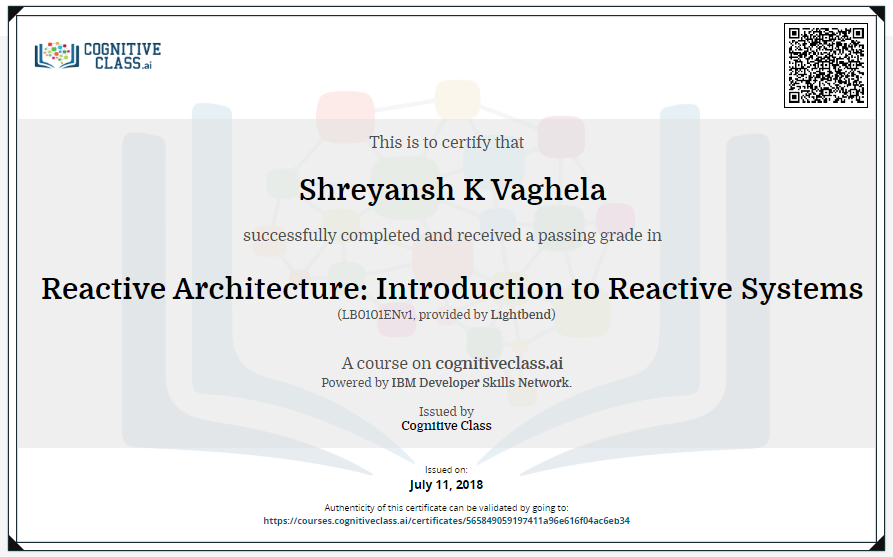 COGNITIVE
CLASS.ai
This is to certify that
Shreyansh K Vaghela
successfully completed and received a passing grade in
Reactive Architecture: Introduction to Reactive Systems
(LB0101ENv1, provided by Lightbend)
A course on cognitiveclass.ai
Powered by IBM Developer Skills Network.
Issued by
Cognitive Class
Issued on:
July 11, 2018
Authenticity of this certificate can be validated by going to:
https://courses.cognitiveclass.ai/certificates/565849059197411a96e616f04ac6eb34